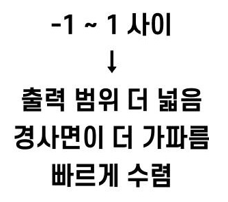 -1 ~ 1 사이
↓
출력 범위 더 넓음
경사면이 더 가파름
빠르게 수렴